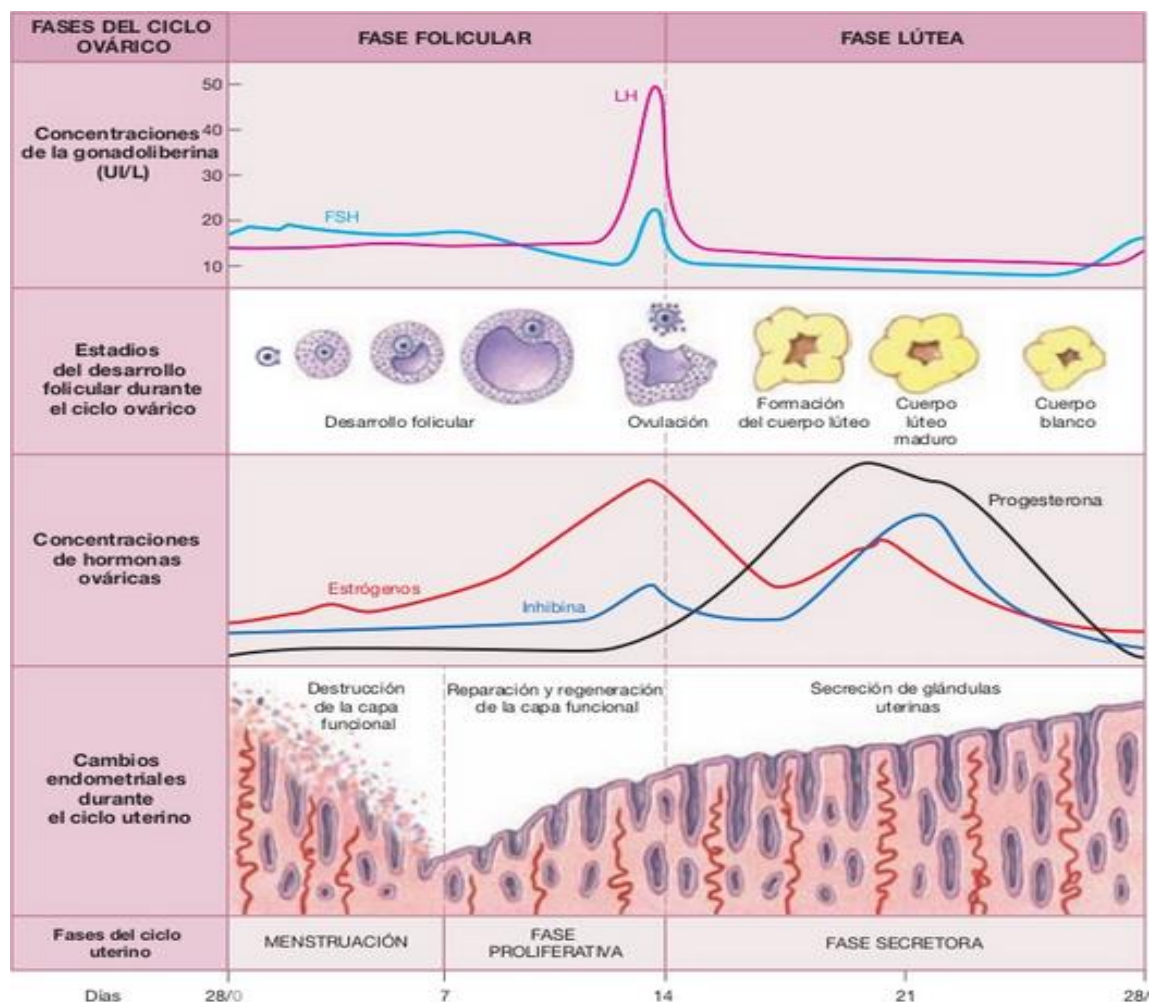 FASES DEL CICLO
OVÁRICO
FASE FOLICULAR
FASE LÚTEA
Concentraciones
de la gonadoliberina
(UI/L)
50
40
30
20
10
LH
FSH
Estadios
del desarrollo
folicular durante
el ciclo ovárico
Desarrollo folicular
Ovulación
Formación
del cuerpo lúteo
Cuerpo
lúteo
maduro
Cuerpo
blanco
Concentraciones
de hormonas
ováricas
Estrógenos
Inhibina
Progesterona
Cambios
endometriales
durante
el ciclo uterino
Destrucción
de la capa
funcional
Reparación y regeneración
de la capa funcional
Secreción de glándulas
uterinas
Fases del ciclo
uterino
MENSTRUACIÓN
FASE
PROLIFERATIVA
FASE SECRETORA
Días
28/0
7
14
21
28/